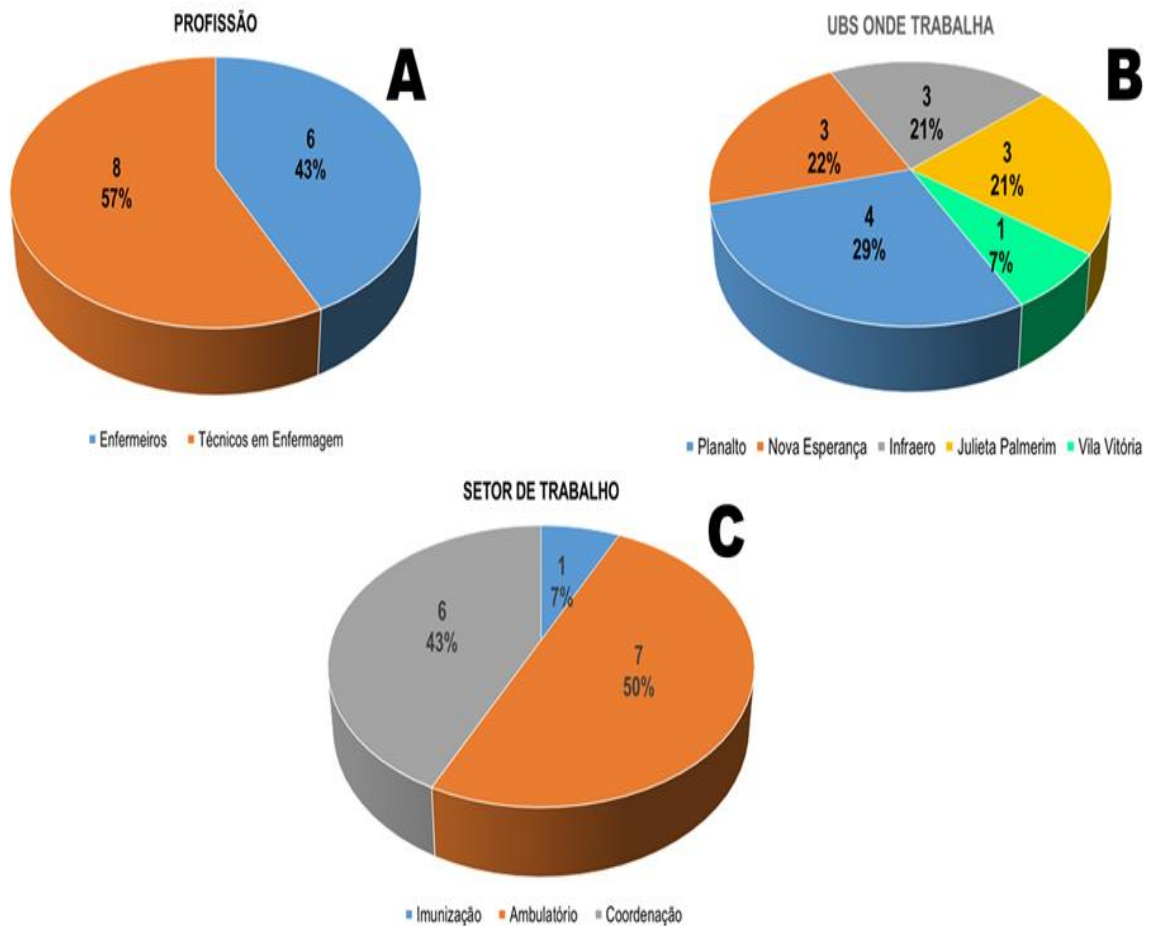 PROFISSÃO
A
6
43%
8
57%
Enfermeiros Técnicos em Enfermagem
UBS ONDE TRABALHA
B
3
21%
3
22%
3
21%
4
29%
1
7%
Planalto Nova Esperança Infraero Julieta Palmerim Vila Vitória
SETOR DE TRABALHO
C
1
7%
6
43%
7
50%
Imunização Ambulatório Coordenação